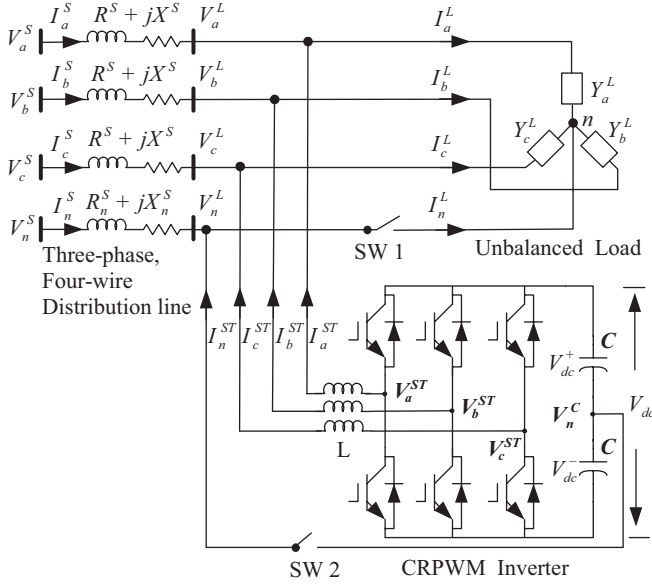 V_a^S I_a^S R^S + jX^S V_a^L I_a^L
V_b^S I_b^S R^S + jX^S V_b^L I_b^L Y_a^L
V_c^S I_c^S R^S + jX^S V_c^L I_c^L Y_c^L n Y_b^L
V_n^S I_n^S R_n^S + jX_n^S V_n^L I_n^L
SW 1 Unbalanced Load
Three-phase,
Four-wire
Distribution line
I_n^ST I_c^ST I_b^ST I_a^ST
C
V_dc^+
V_a^ST
V_b^ST V_n^C V_dc
L V_c^ST
C
V_dc^-
SW 2 CRPWM Inverter